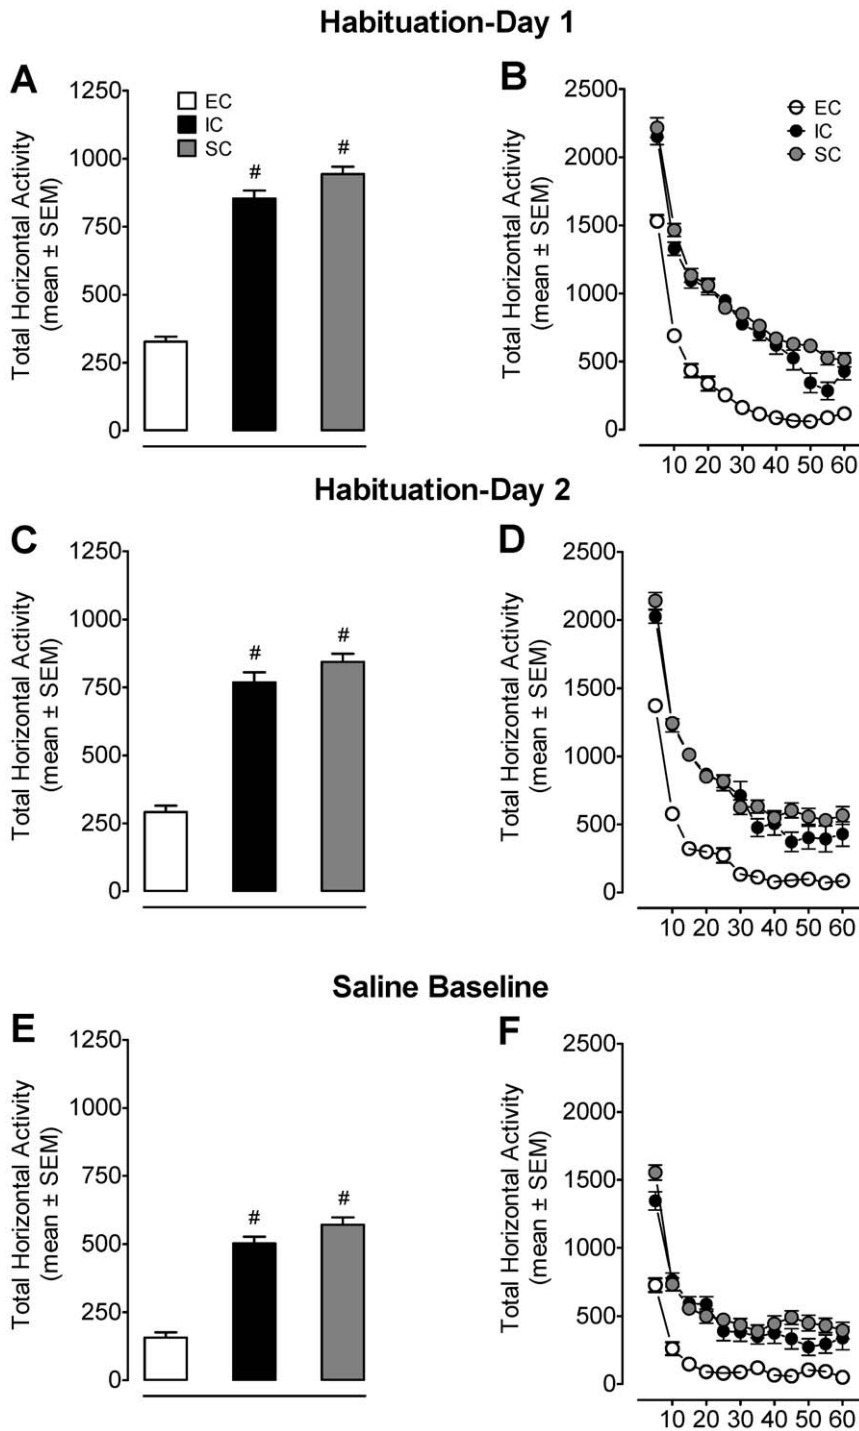 Habituation-Day 1
A
Total Horizontal Activity
(mean ± SEM)
1250
1000
750
500
250
0
EC
IC
SC
#
#
B
Total Horizontal Activity
(mean ± SEM)
2500
2000
1500
1000
500
0
EC
IC
SC
10 20 30 40 50 60
Habituation-Day 2
C
Total Horizontal Activity
(mean ± SEM)
1250
1000
750
500
250
0
#
#
D
Total Horizontal Activity
(mean ± SEM)
2500
2000
1500
1000
500
0
10 20 30 40 50 60
Saline Baseline
E
Total Horizontal Activity
(mean ± SEM)
1250
1000
750
500
250
0
#
#
F
Total Horizontal Activity
(mean ± SEM)
2500
2000
1500
1000
500
0
10 20 30 40 50 60